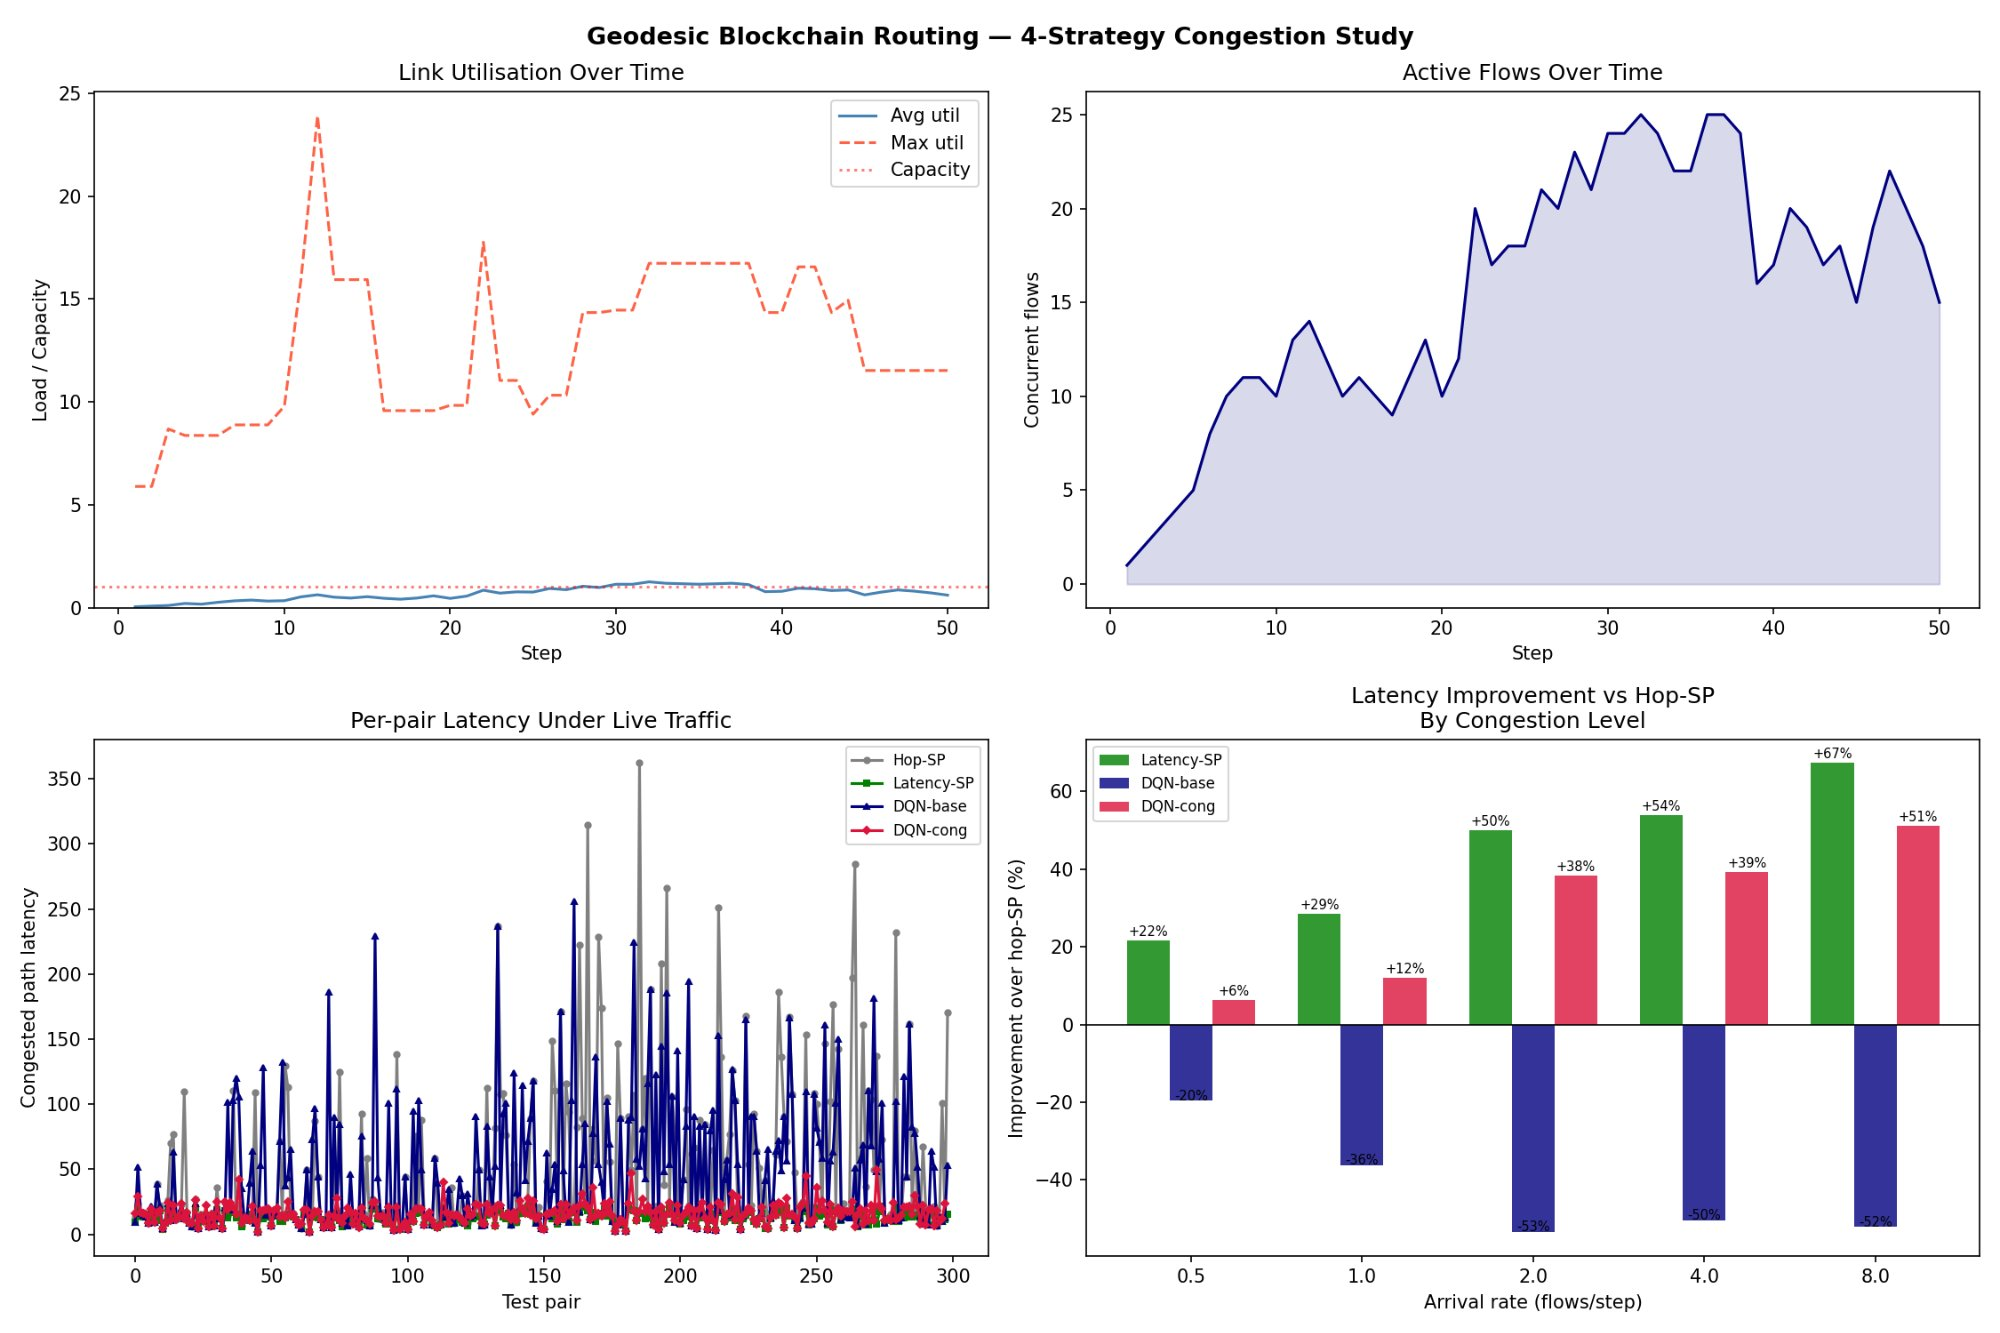 Geodesic Blockchain Routing — 4-Strategy Congestion Study
Link Utilisation Over Time
Load / Capacity
25
20
15
10
5
0
Avg util
Max util
Capacity
0 10 20 30 40 50
Step
Active Flows Over Time
Concurrent flows
25
20
15
10
5
0
0 10 20 30 40 50
Step
Per-pair Latency Under Live Traffic
Congested path latency
350
300
250
200
150
100
50
0
Hop-SP
Latency-SP
DQN-base
DQN-cong
0 50 100 150 200 250 300
Test pair
Latency Improvement vs Hop-SP
By Congestion Level
Improvement over hop-SP (%)
60
40
20
0
−20
−40
Latency-SP
DQN-base
DQN-cong
+22%
-20%
+6%
+29%
-36%
+12%
+50%
-53%
+38%
+54%
-50%
+39%
+67%
-52%
+51%
0.5 1.0 2.0 4.0 8.0
Arrival rate (flows/step)